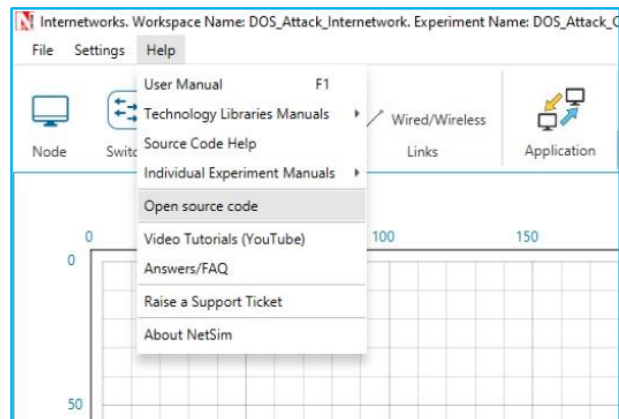 Internetworks. Workspace Name: DOS_Attack_Internetwork. Experiment Name: DOS_Attack_
File Settings Help
User Manual F1
Technology Libraries Manuals
Source Code Help
Individual Experiment Manuals
Open source code
Video Tutorials (YouTube)
Answers/FAQ
Raise a Support Ticket
About NetSim
Node
Wired/Wireless
Links
Application
0 100 150
0
50